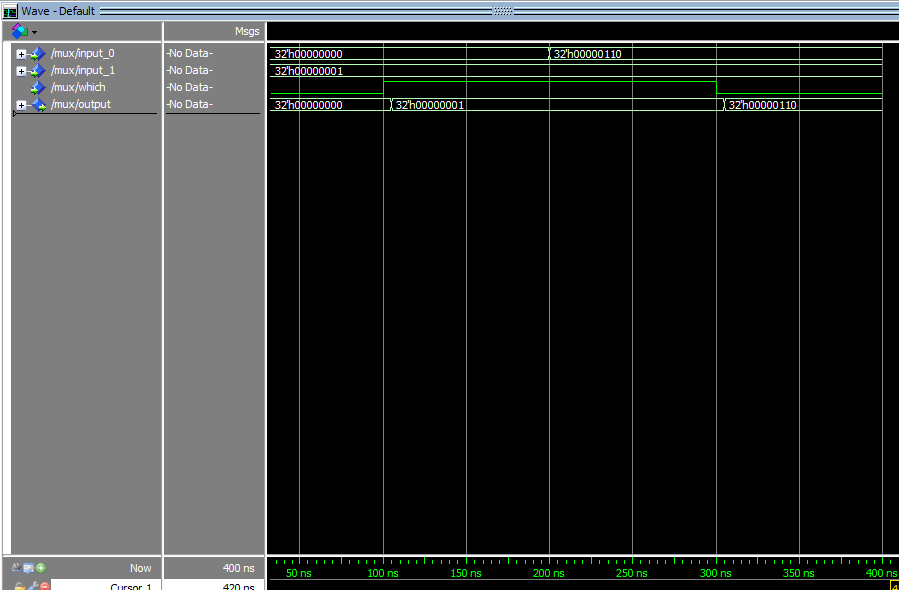 Wave - Default
Msgs
/mux/input_0 -No Data- 32'h00000000 32'h00000110
/mux/input_1 -No Data- 32'h00000001
/mux/which -No Data-
/mux/output -No Data- 32'h00000000 32'h00000001 32'h00000110
Now 400 ns 50 ns 100 ns 150 ns 200 ns 250 ns 300 ns 350 ns 400 ns
Cursor 1 420 ns